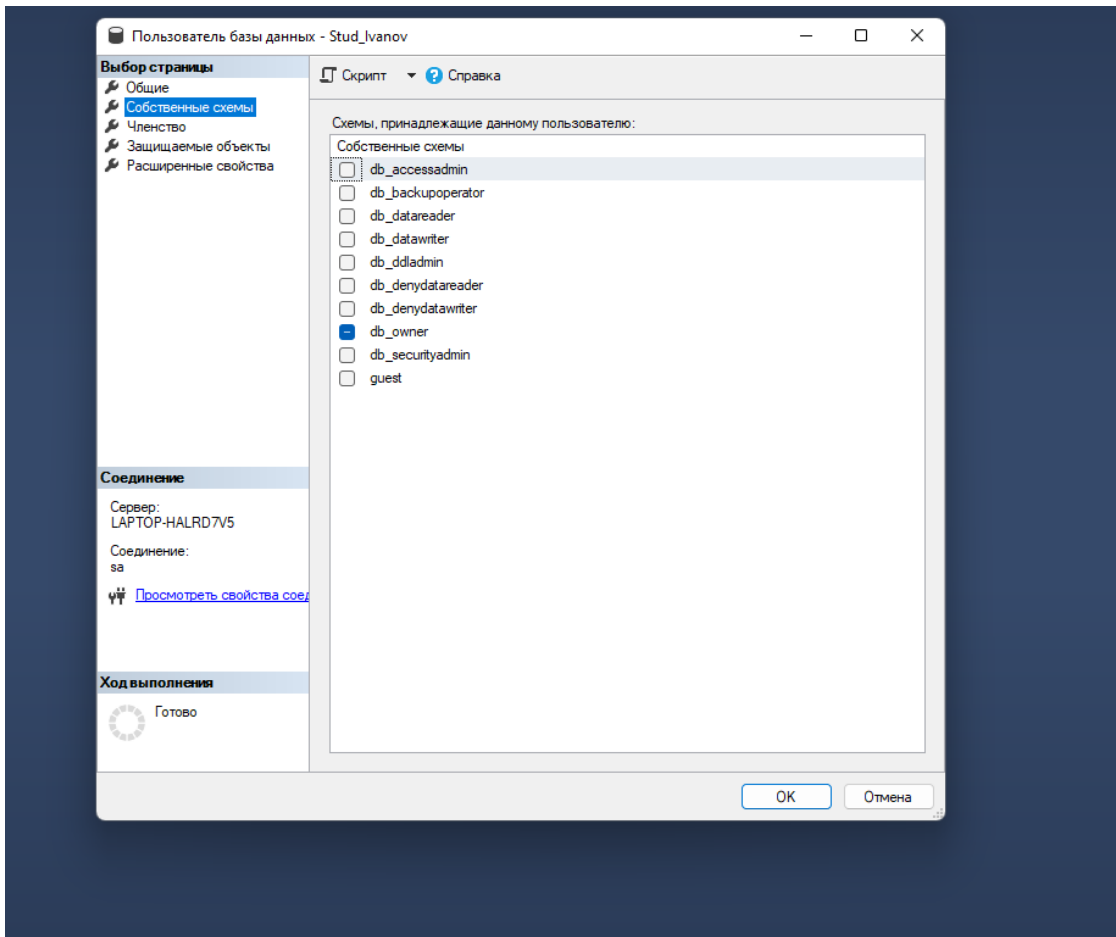 Пользователь базы данных - Stud_Ivanov
Выбор страницы
Общие
Собственные схемы
Членство
Защищаемые объекты
Расширенные свойства
Скрипт
Справка
Схемы, принадлежащие данному пользователю:
Собственные схемы
db_accessadmin
db_backupoperator
db_datareader
db_datawriter
db_ddladmin
db_denydatareader
db_denydatawriter
db_owner
db_securityadmin
guest
Соединение
Сервер:
LAPTOP-HALRD7V5
Соединение:
sa
Просмотреть свойства соед
Ход выполнения
Готово
OK
Отмена